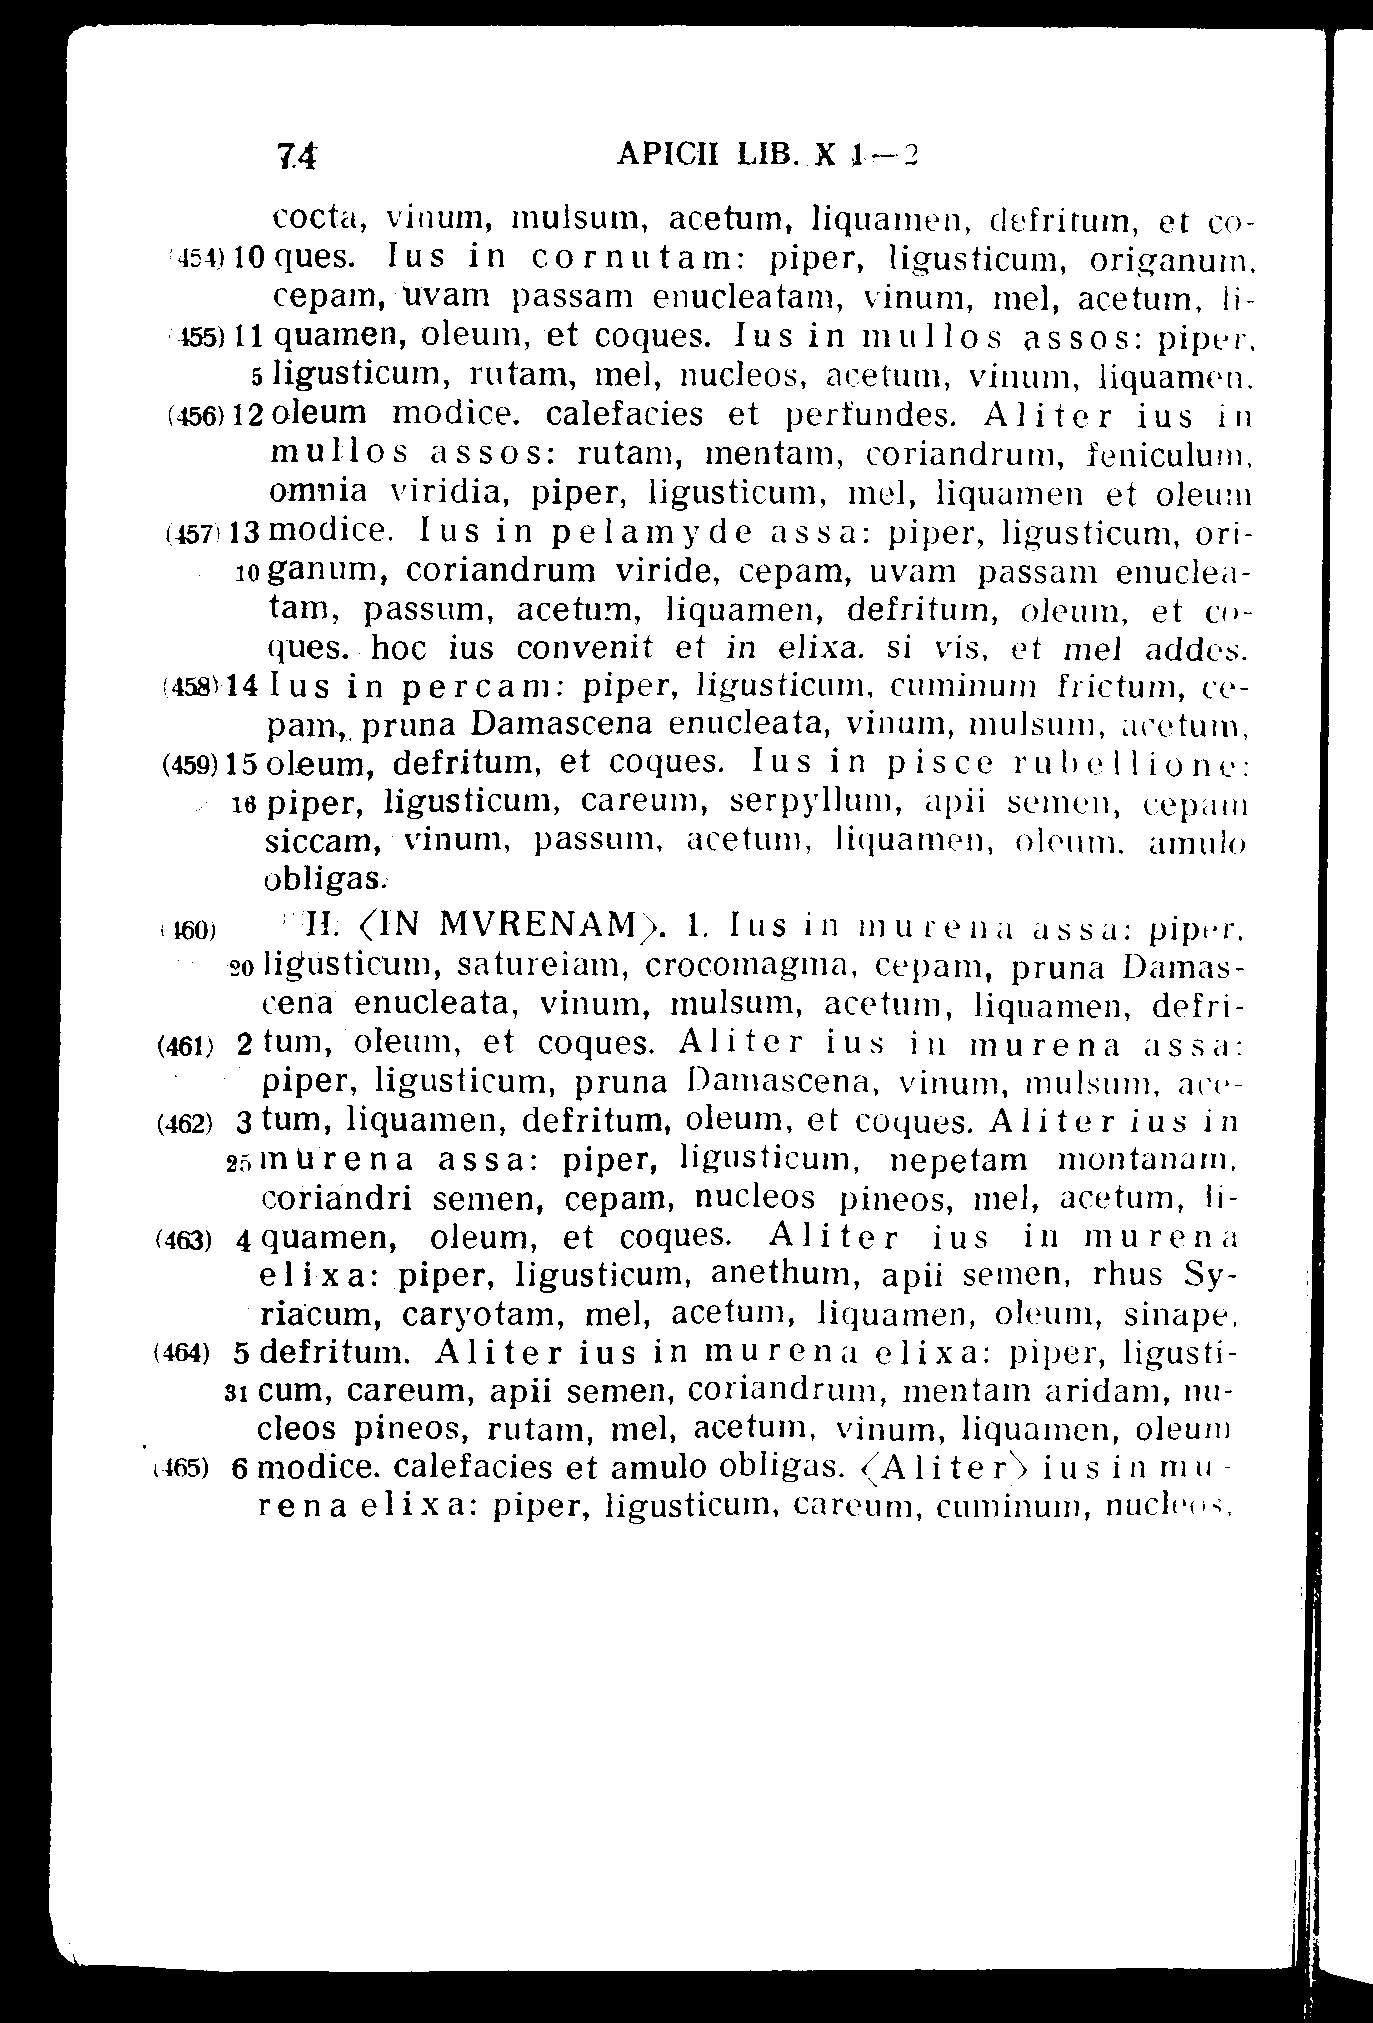 74 APICII LIB. X 1—2
cocta, vinum, mulsum, acetum, liquamen, defritum, et co-
(454) 10 ques. Ius in cornutam: piper, ligusticum, origanum,
cepam, uvam passam enucleatam, vinum, mel, acetum, li-
(455) 11 quamen, oleum, et coques. Ius in mullos assos: piper,
5 ligusticum, rutam, mel, nucleos, acetum, vinum, liquamen,
(456) 12 oleum modice. calefacies et perfundes. Aliter ius in
mullos assos: rutam, mentam, coriandrum, feniculum,
omnia viridia, piper, ligusticum, mel, liquamen et oleum
(457) 13 modice. Ius in pelamyde assa: piper, ligusticum, ori-
10 ganum, coriandrum viride, cepam, uvam passam enuclea-
tam, passum, acetum, liquamen, defritum, oleum, et co-
ques. hoc ius convenit et in elixa. si vis, et mel addes.
(458) 14 Ius in percam: piper, ligusticum, cuminum frictum, ce-
pam, pruna Damascena enucleata, vinum, mulsum, acetum,
(459) 15 oleum, defritum, et coques. Ius in pisce rubellione:
16 piper, ligusticum, careum, serpyllum, apii semen, cepam
siccam, vinum, passum, acetum, liquamen, oleum. amulo
obligas.
(460) II. ⟨IN MVRENAM⟩. 1. Ius in murena assa: piper,
20 ligusticum, satureiam, crocomagma, cepam, pruna Damas-
cena enucleata, vinum, mulsum, acetum, liquamen, defri-
(461) 2 tum, oleum, et coques. Aliter ius in murena assa:
piper, ligusticum, pruna Damascena, vinum, mulsum, ace-
(462) 3 tum, liquamen, defritum, oleum, et coques. Aliter ius in
25 murena assa: piper, ligusticum, nepetam montanam,
coriandri semen, cepam, nucleos pineos, mel, acetum, li-
(463) 4 quamen, oleum, et coques. Aliter ius in murena
elixa: piper, ligusticum, anethum, apii semen, rhus Sy-
riacum, caryotam, mel, acetum, liquamen, oleum, sinape,
(464) 5 defritum. Aliter ius in murena elixa: piper, ligusti-
31 cum, careum, apii semen, coriandrum, mentam aridam, nu-
cleos pineos, rutam, mel, acetum, vinum, liquamen, oleum
(465) 6 modice. calefacies et amulo obligas. ⟨Aliter⟩ ius in mu-
rena elixa: piper, ligusticum, careum, cuminum, nucleos,